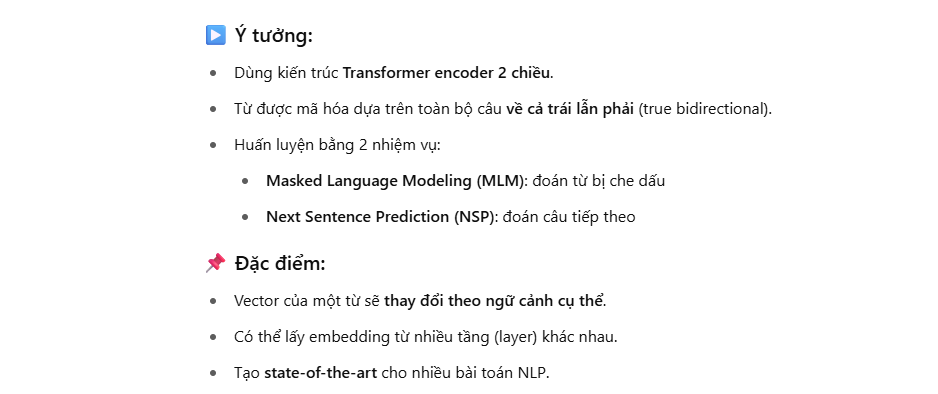 Ý tưởng:
Dùng kiến trúc Transformer encoder 2 chiều.
Từ được mã hóa dựa trên toàn bộ câu về cả trái lẫn phải (true bidirectional).
Huấn luyện bằng 2 nhiệm vụ:
Masked Language Modeling (MLM): đoán từ bị che dấu
Next Sentence Prediction (NSP): đoán câu tiếp theo
Đặc điểm:
Vector của một từ sẽ thay đổi theo ngữ cảnh cụ thể.
Có thể lấy embedding từ nhiều tầng (layer) khác nhau.
Tạo state-of-the-art cho nhiều bài toán NLP.